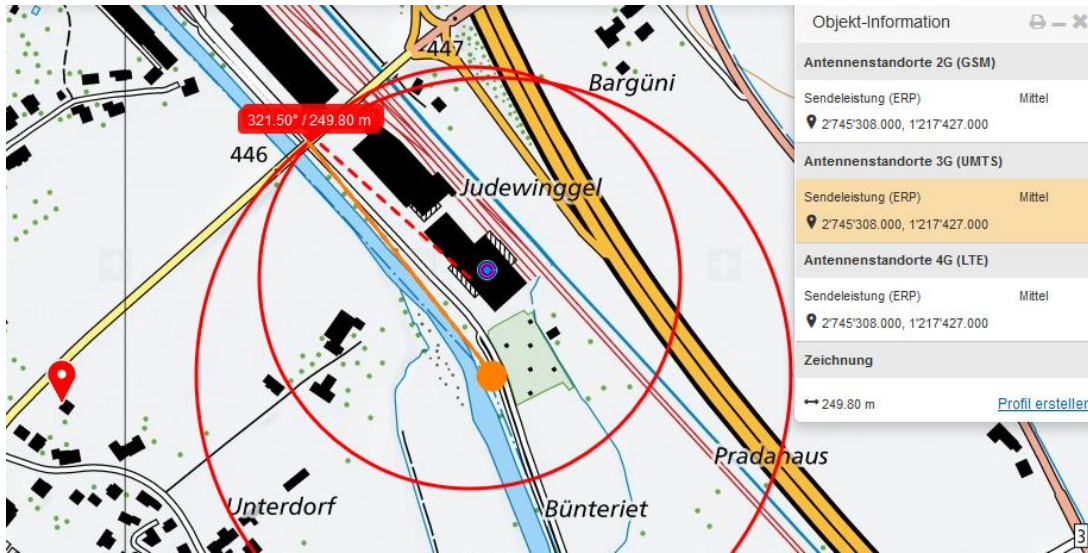 447
Bargüni
321.50° / 249.80 m
446
Judewinggel
Pradahaus
Unterdorf
Bünteriet
3
Objekt-Information
Antennenstandorte 2G (GSM)
Sendeleistung (ERP) Mittel
2'745'308.000, 1'217'427.000
Antennenstandorte 3G (UMTS)
Sendeleistung (ERP) Mittel
2'745'308.000, 1'217'427.000
Antennenstandorte 4G (LTE)
Sendeleistung (ERP) Mittel
2'745'308.000, 1'217'427.000
Zeichnung
249.80 m Profil erstellen